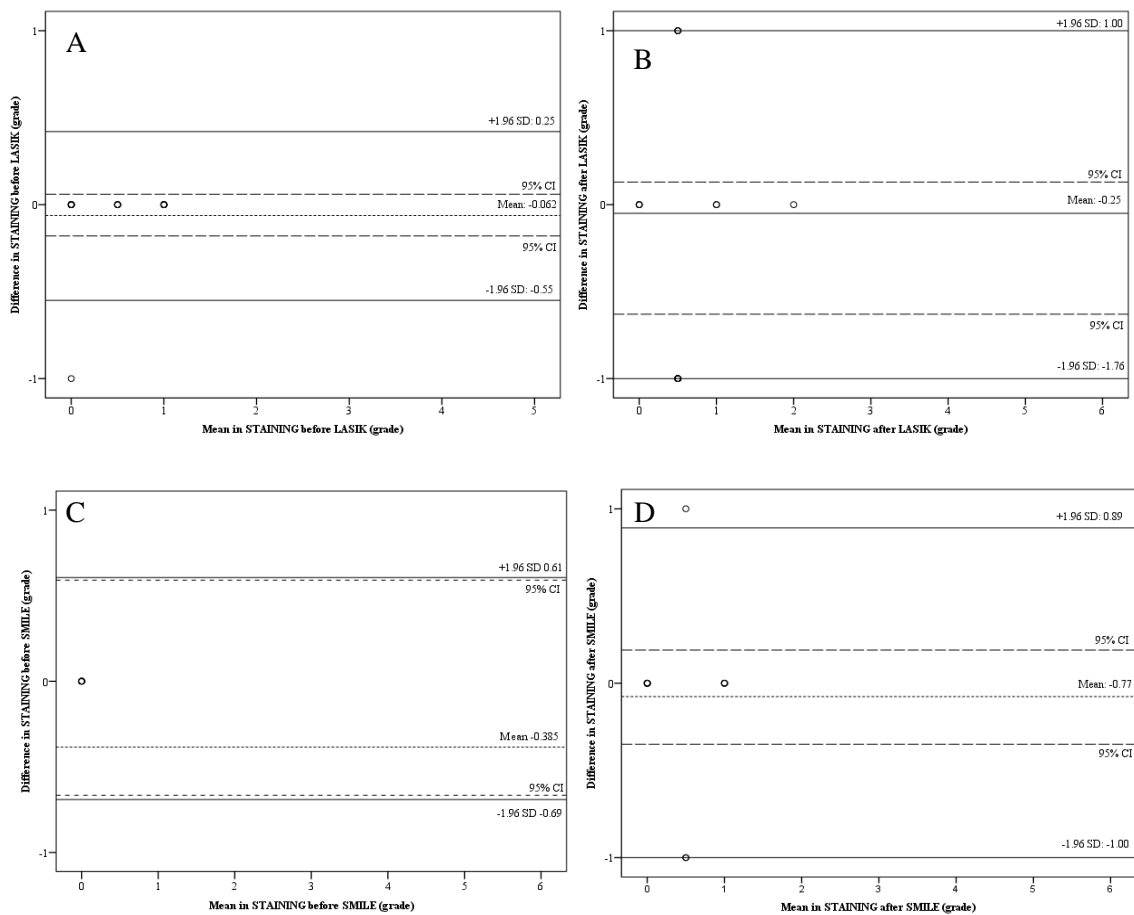 A
1
0
-1
Difference in STAINING before LASIK (grade)
+1.96 SD: 0.25
95% CI
Mean: -0.062
95% CI
-1.96 SD: -0.55
0 1 2 3 4 5
Mean in STAINING before LASIK (grade)
B
1
0
-1
Difference in STAINING after LASIK (grade)
+1.96 SD: 1.00
95% CI
Mean: -0.25
95% CI
-1.96 SD: -1.76
0 1 2 3 4 5 6
Mean in STAINING after LASIK (grade)
C
1
0
-1
Difference in STAINING before SMILE (grade)
+1.96 SD 0.61
95% CI
Mean -0.385
95% CI
-1.96 SD -0.69
0 1 2 3 4 5 6
Mean in STAINING before SMILE (grade)
D
1
0
-1
Difference in STAINING after SMILE (grade)
+1.96 SD: 0.89
95% CI
Mean: -0.77
95% CI
-1.96 SD: -1.00
0 1 2 3 4 5 6
Mean in STAINING after SMILE (grade)